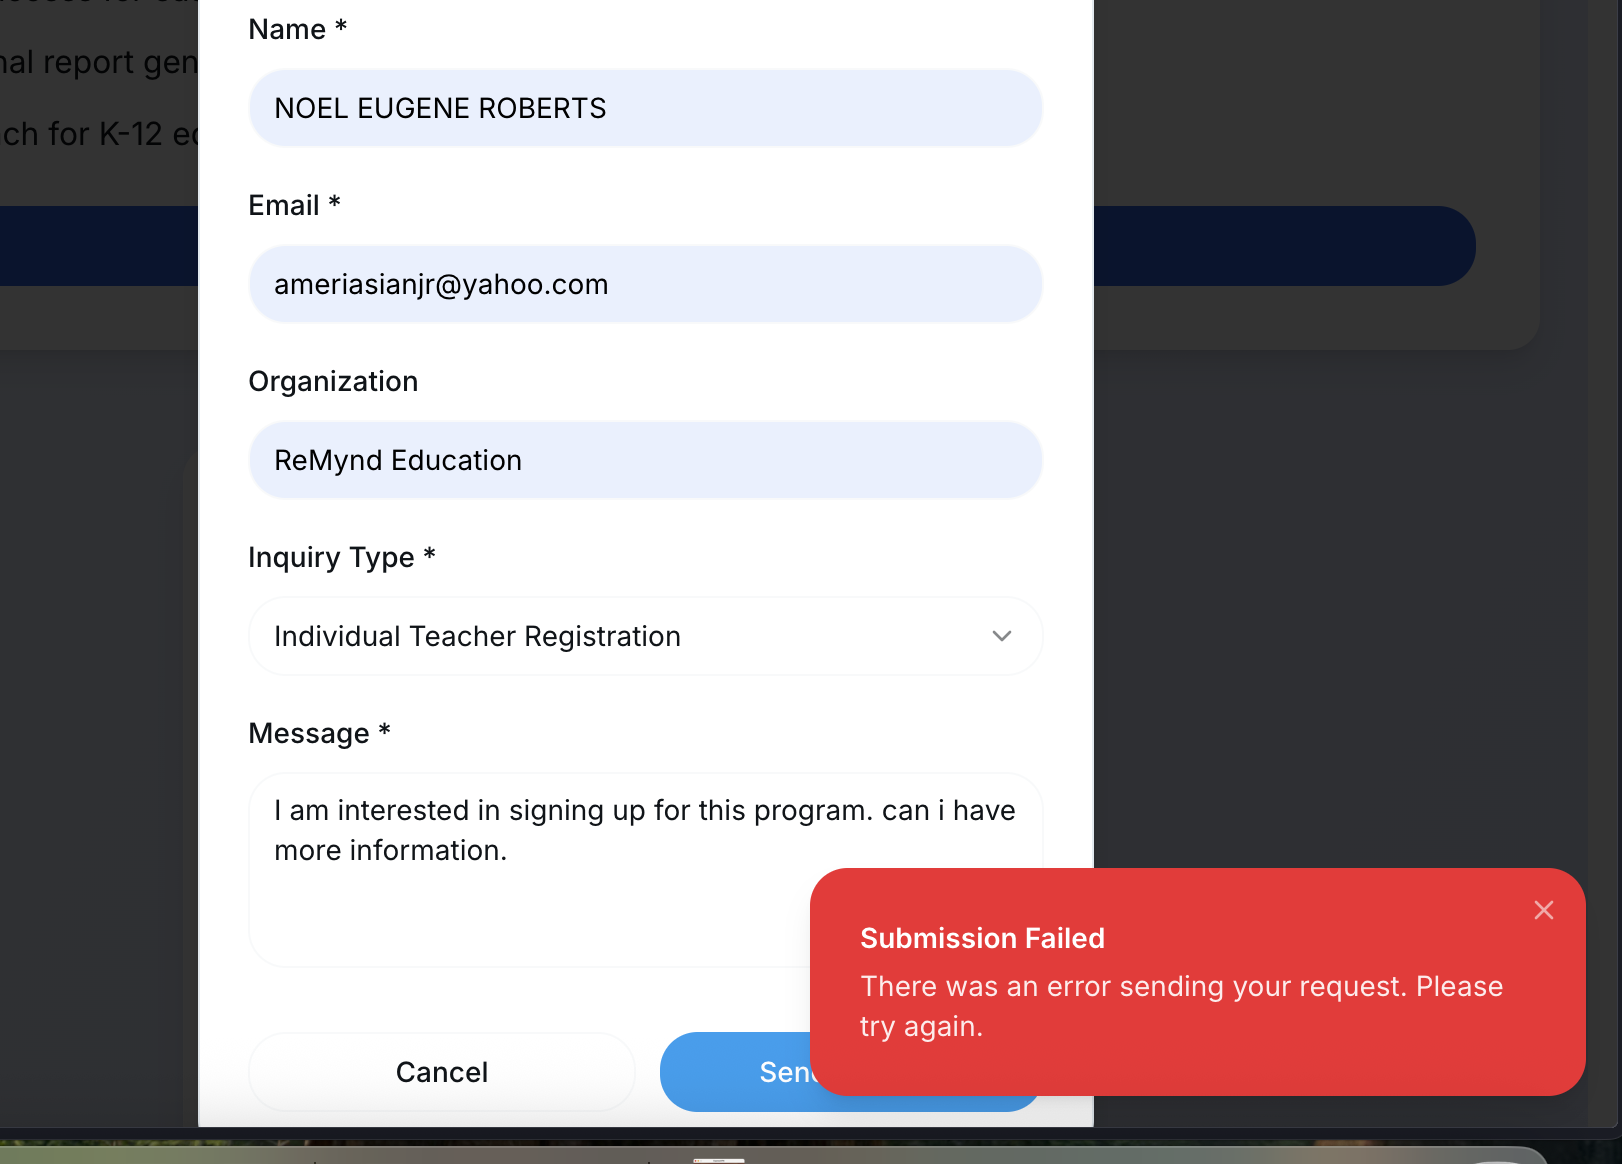 nal report gen
ch for K-12 ed
Name *
NOEL EUGENE ROBERTS
Email *
ameriasianjr@yahoo.com
Organization
ReMynd Education
Inquiry Type *
Individual Teacher Registration
Message *
I am interested in signing up for this program. can i have
more information.
Submission Failed
There was an error sending your request. Please
try again.
Cancel
Send